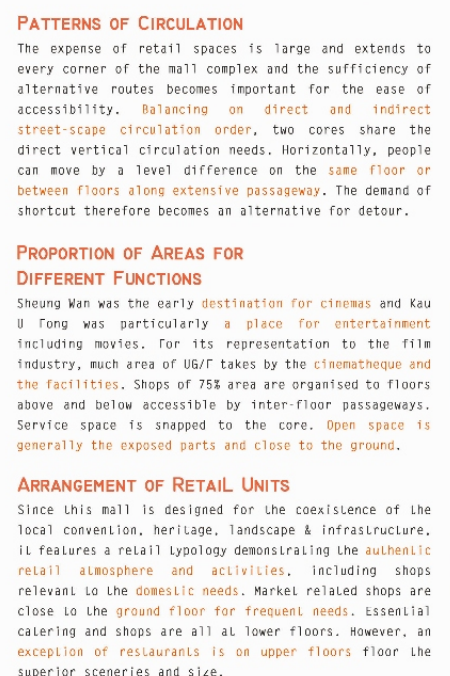 PATTERNS OF CIRCULATION
The expense of retail spaces is large and extends to
every corner of the mall complex and the sufficiency of
alternative routes becomes important for the ease of
accessibility. Balancing on direct and indirect
street-scape circulation order, two cores share the
direct vertical circulation needs. Horizontally, people
can move by a level difference on the same floor or
between floors along extensive passageway. The demand of
shortcut therefore becomes an alternative for detour.
PROPORTION OF AREAS FOR
DIFFERENT FUNCTIONS
Sheung Wan was the early destination for cinemas and Kau
U Fong was particularly a place for entertainment
including movies. For its representation to the film
industry, much area of UG/F takes by the cinematheque and
the facilities. Shops of 75% area are organised to floors
above and below accessible by inter-floor passageways.
Service space is snapped to the core. Open space is
generally the exposed parts and close to the ground.
ARRANGEMENT OF RETAIL UNITS
Since this mall is designed for the coexistence of the
local convention, heritage, landscape & infrastructure,
it features a retail typology demonstrating the authentic
retail atmosphere and activities, including shops
relevant to the domestic needs. Market related shops are
close to the ground floor for frequent needs. Essential
catering and shops are all at lower floors. However, an
exception of restaurants is on upper floors floor the
superior sceneries and size.